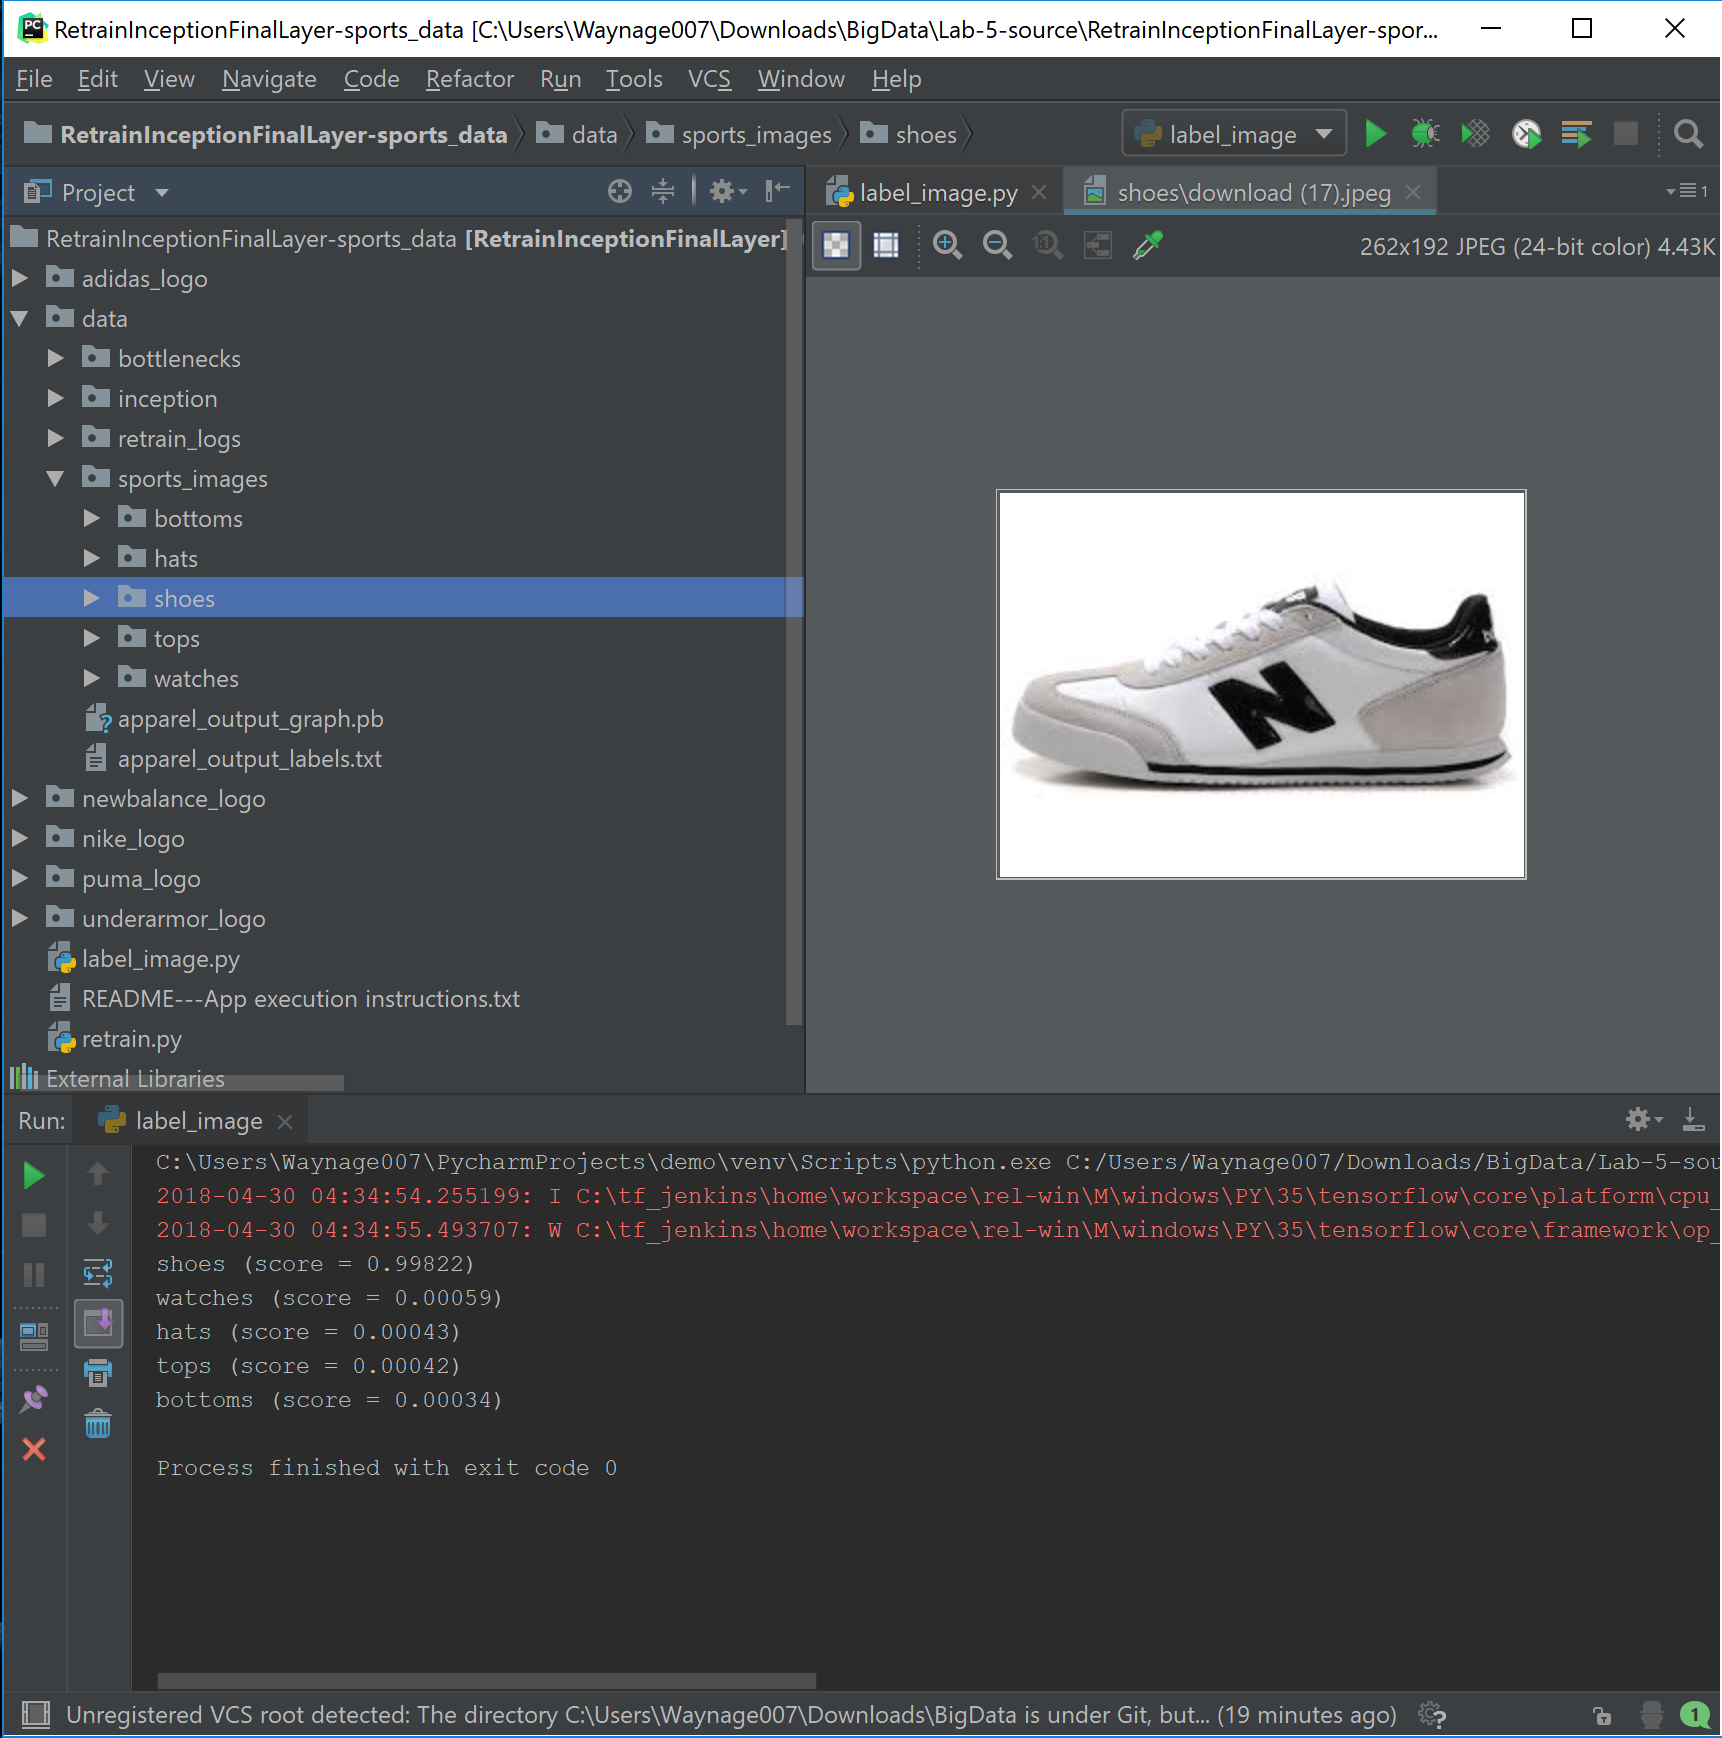 PC RetrainInceptionFinalLayer-sports_data [C:\Users\Waynage007\Downloads\BigData\Lab-5-source\RetrainInceptionFinalLayer-spor...
File Edit View Navigate Code Refactor Run Tools VCS Window Help
RetrainInceptionFinalLayer-sports_data data sports_images shoes label_image
Project
label_image.py shoes\download (17).jpeg 1
1:1 262x192 JPEG (24-bit color) 4.43K
RetrainInceptionFinalLayer-sports_data [RetrainInceptionFinalLayer]
adidas_logo
data
bottlenecks
inception
retrain_logs
sports_images
bottoms
hats
shoes
tops
watches
apparel_output_graph.pb
apparel_output_labels.txt
newbalance_logo
nike_logo
puma_logo
underarmor_logo
label_image.py
README---App execution instructions.txt
retrain.py
External Libraries
N
Run: label_image
C:\Users\Waynage007\PycharmProjects\demo\venv\Scripts\python.exe C:/Users/Waynage007/Downloads/BigData/Lab-5-sou
2018-04-30 04:34:54.255199: I C:\tf_jenkins\home\workspace\rel-win\M\windows\PY\35\tensorflow\core\platform\cpu_
2018-04-30 04:34:55.493707: W C:\tf_jenkins\home\workspace\rel-win\M\windows\PY\35\tensorflow\core\framework\op_
shoes (score = 0.99822)
watches (score = 0.00059)
hats (score = 0.00043)
tops (score = 0.00042)
bottoms (score = 0.00034)
Process finished with exit code 0
Unregistered VCS root detected: The directory C:\Users\Waynage007\Downloads\BigData is under Git, but... (19 minutes ago) 1